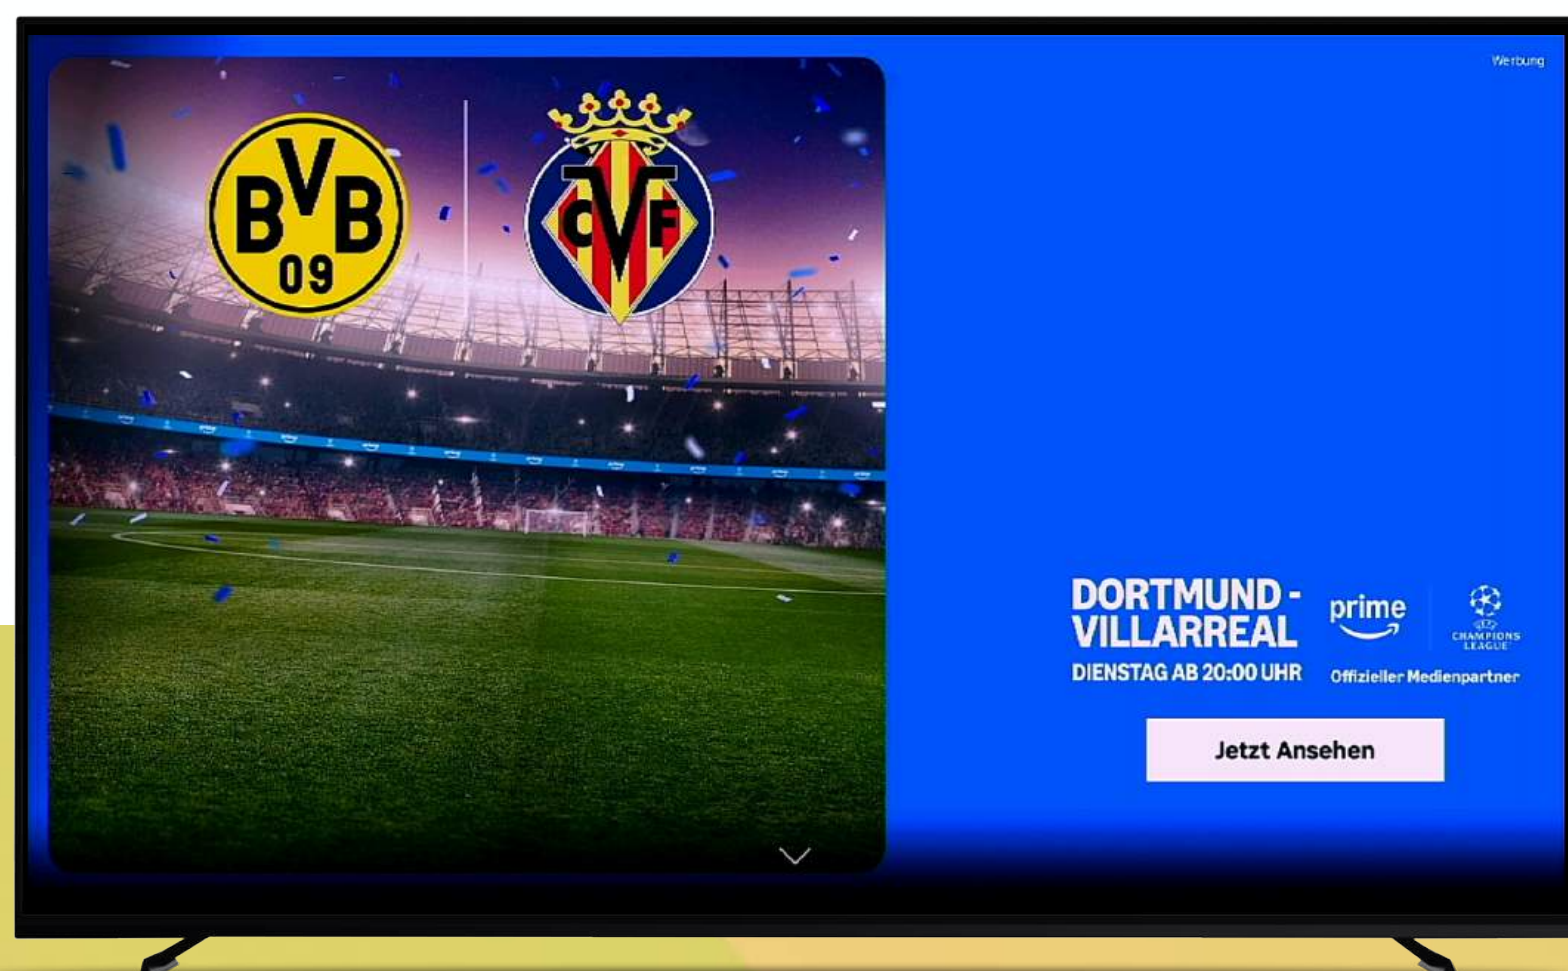 Werbung
BVB
09
CVF
DORTMUND -
VILLARREAL
DIENSTAG AB 20:00 UHR
prime
CHAMPIONS
LEAGUE
Offizieller Medienpartner
Jetzt Ansehen